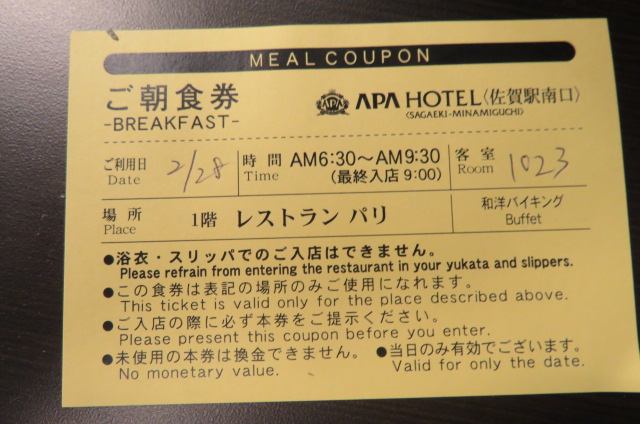 MEAL COUPON
ご朝食券
-BREAKFAST-
APA HOTEL〈佐賀駅南口〉
〈SAGAEKI-MINAMIGUCHI〉
ご利用日 2/28 時間 AM6:30～AM9:30 客室 1023
Date Time (最終入店 9:00) Room
場所 1階 レストラン パリ 和洋バイキング
Place Buffet
●浴衣・スリッパでのご入店はできません。
Please refrain from entering the restaurant in your yukata and slippers.
●この食券は表記の場所のみご使用になれます。
This ticket is valid only for the place described above.
●ご入店の際に必ず本券をご提示ください。
Please present this coupon before you enter.
●未使用の本券は換金できません。 ●当日のみ有効でございます。
No monetary value. Valid for only the date.